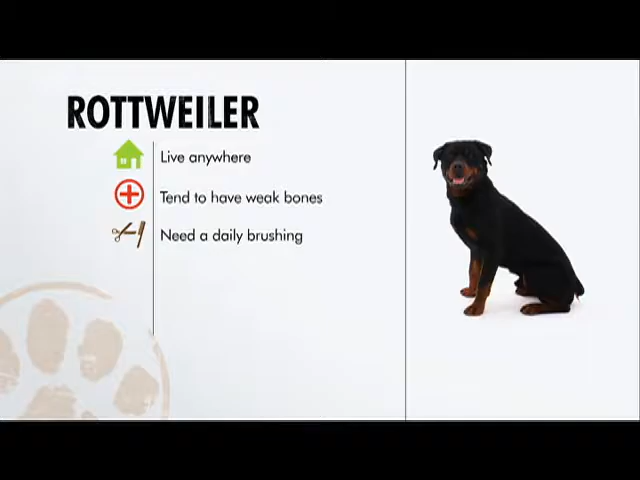 ROTTWEILER
Live anywhere
Tend to have weak bones
Need a daily brushing